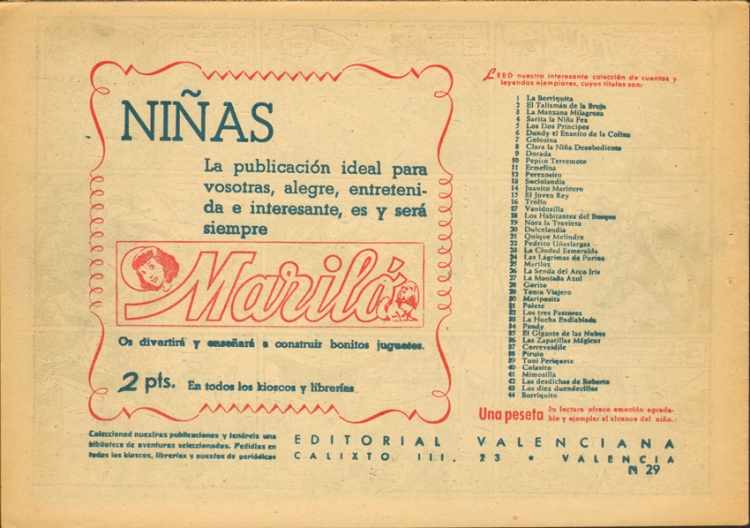 NIÑAS
La publicación ideal para
vosotras, alegre, entreteni-
da e interesante, es y será
siempre
Marilá
Os divertirá y enseñará a construir bonitos juguetes.
2 pts. En todos los kioscos y librerías
Coleccionad nuestras publicaciones y tendréis una
biblioteca de aventuras seleccionadas. Pedidlas en
todos los kioscos, librerías y puestos de periódicos
LEED nuestra interesante colección de cuentos y
leyendas ejemplares, cuyos títulos son:
1 La Borriquita
2 El Talismán de la Bruja
3 La Manzana Milagrosa
4 Sarita la Niña Fea
5 Los Dos Príncipes
6 Dundy el Enanito de la Colina
7 Golosina
8 Clara la Niña Desobediente
9 Dorada
10 Pepito Terremoto
11 Ermelina
12 Perezosito
13 Suciolandia
14 Juanito Marinero
15 El Joven Rey
16 Trolin
17 Vanidosilla
18 Los Habitantes del Bosque
19 Nora la Traviesa
20 Dulcelandia
21 Quique Melindre
22 Pedrito Uñaslargas
23 La Ciudad Esmeralda
24 Las Lágrimas de Purina
25 Mariluz
26 La Senda del Arco Iris
27 La Montaña Azul
28 Gorito
29 Tonin Viajero
30 Mariposita
31 Polete
32 Los tres Pastores
33 La Hucha Endiablada
34 Pandy
35 El Gigante de las Nubes
36 Las Zapatillas Mágicas
37 Correveidile
38 Pirulo
39 Toni Periquete
40 Colasito
41 Mimosilla
42 Las desdichas de Roberto
43 Los diez duendecillos
44 Borriquito
Una peseta Su lectura ofrece emoción agrada-
ble y ejemplar al alcance del niño.
EDITORIAL VALENCIANA
CALIXTO III, 23 • VALENCIA
N 29